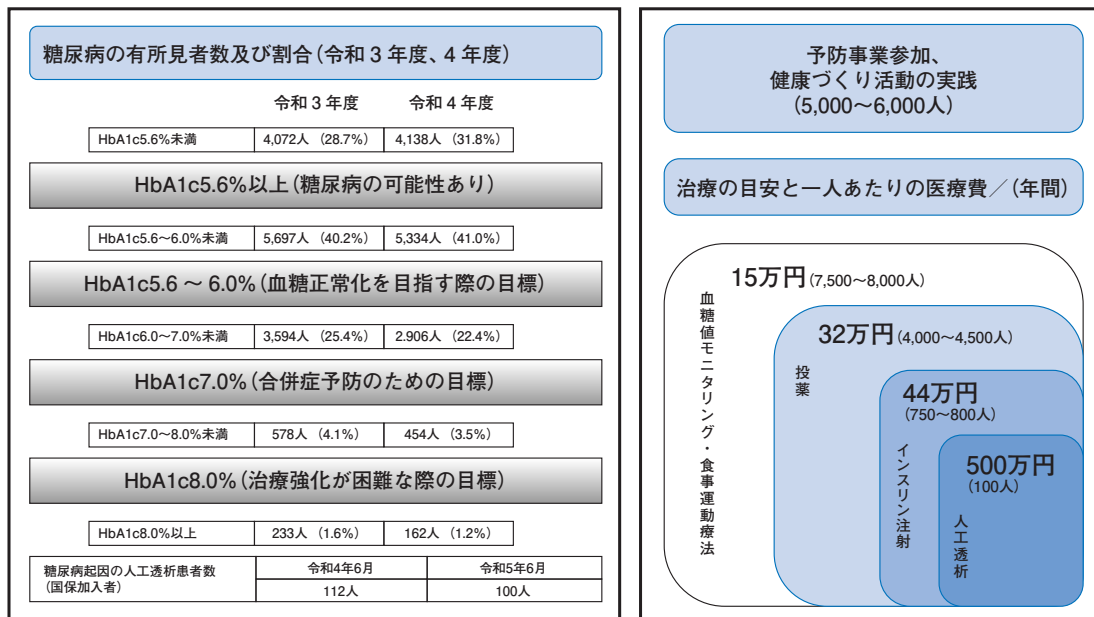 糖尿病の有所見者数及び割合（令和３年度、４年度）
令和３年度　令和４年度
HbA1c5.6%未満　4,072人（28.7%）　4,138人（31.8%）
HbA1c5.6%以上（糖尿病の可能性あり）
HbA1c5.6〜6.0%未満　5,697人（40.2%）　5,334人（41.0%）
HbA1c5.6 〜 6.0%（血糖正常化を目指す際の目標）
HbA1c6.0〜7.0%未満　3,594人（25.4%）　2.906人（22.4%）
HbA1c7.0%（合併症予防のための目標）
HbA1c7.0〜8.0%未満　578人（4.1%）　454人（3.5%）
HbA1c8.0%（治療強化が困難な際の目標）
HbA1c8.0%以上　233人（1.6%）　162人（1.2%）
糖尿病起因の人工透析患者数
（国保加入者）
令和4年6月　令和5年6月
112人　100人
予防事業参加、
健康づくり活動の実践
（5,000〜6,000人）
治療の目安と一人あたりの医療費／（年間）
15万円（7,500〜8,000人）
血糖値モニタリング・食事運動療法
32万円（4,000〜4,500人）
投薬
44万円
（750〜800人）
インスリン注射
500万円
（100人）
人工透析